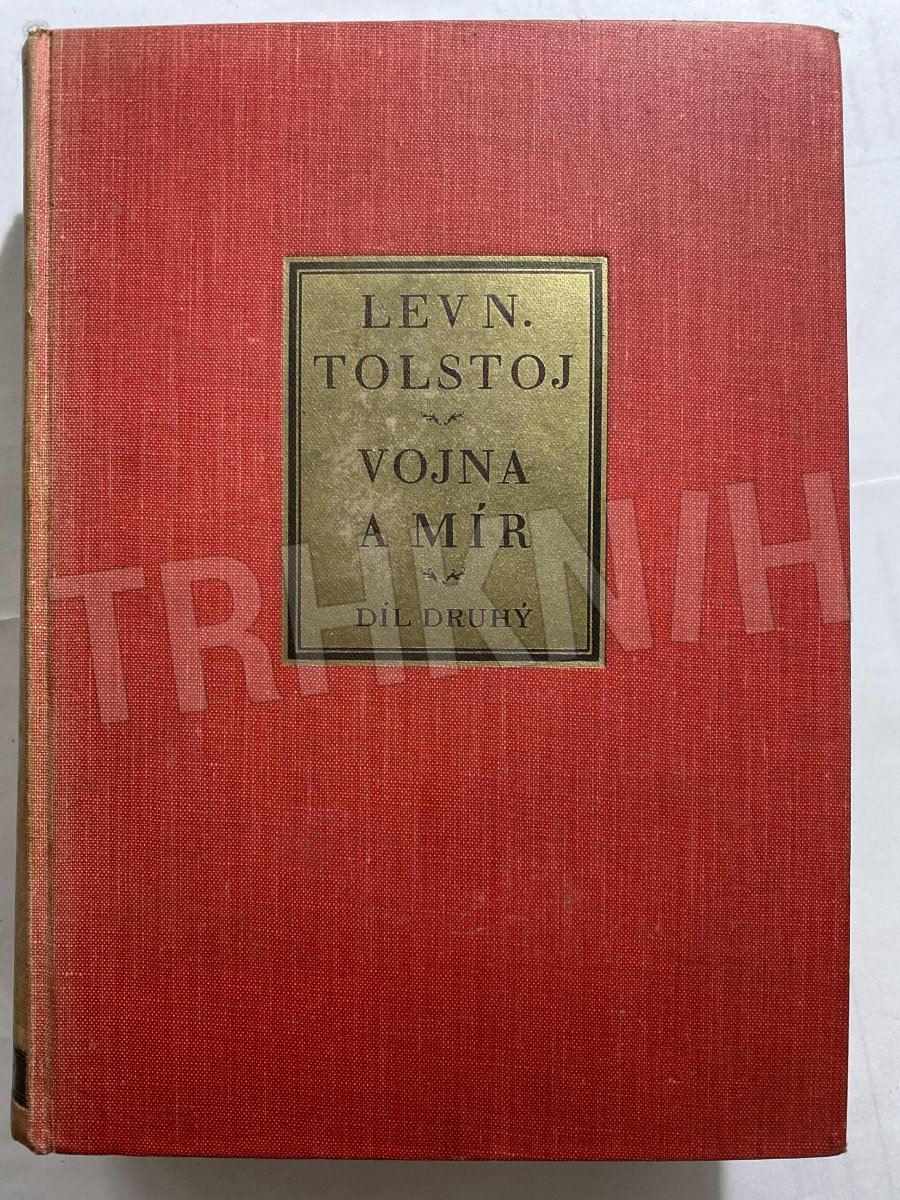 LEV N.
TOLSTOJ
VOJNA
A MÍR
DÍL DRUHÝ
TRHKNIH